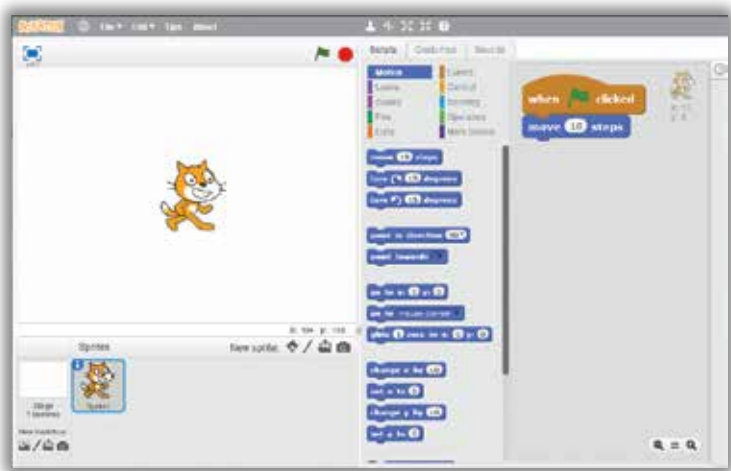 SCRATCH File Edit Tips About
Scripts Costumes Sounds
Motion Events
Looks Control
Sound Sensing
Pen Operators
Data More Blocks
when clicked
move 10 steps
move 10 steps
turn 15 degrees
turn 15 degrees
point in direction 90
point towards
go to x: 0 y: 0
go to mouse-pointer
glide 1 secs to x: 0 y: 0
change x by 10
set x to 0
change y by 10
set y to 0
Sprites New sprite:
Stage
1 backdrop
Sprite1
New backdrop: